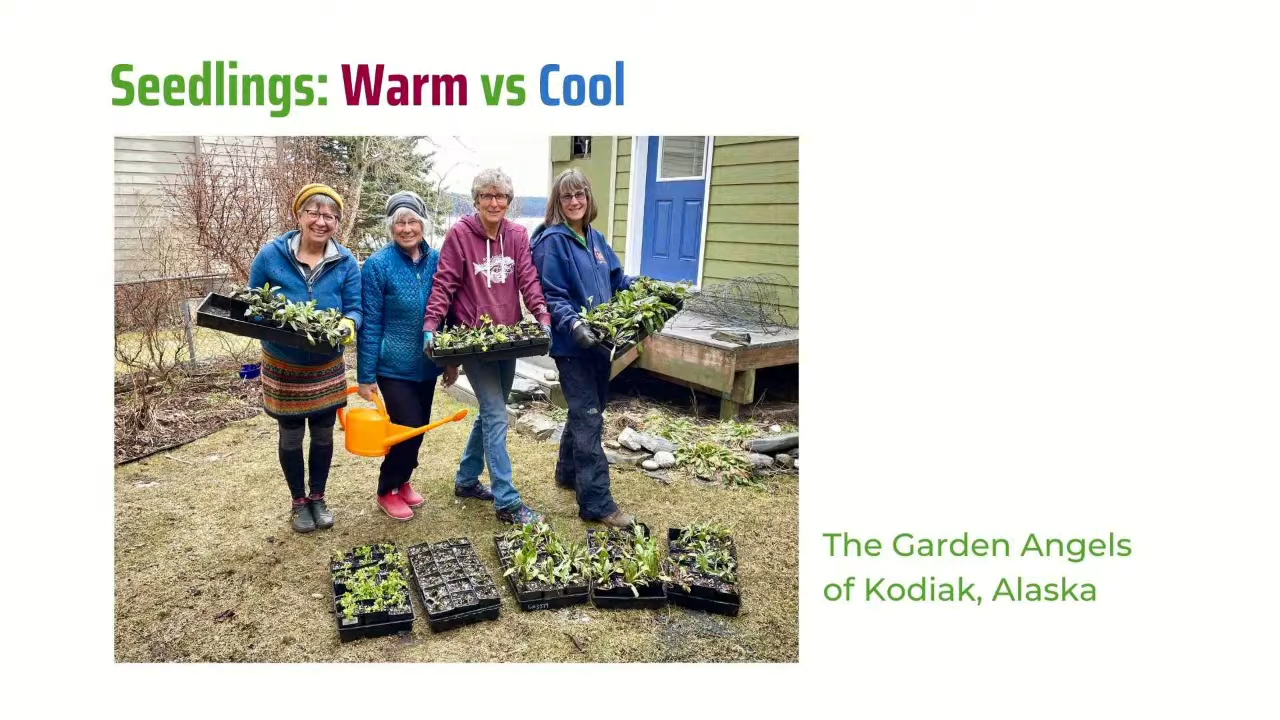 Seedlings: Warm vs Cool
The Garden Angels
of Kodiak, Alaska